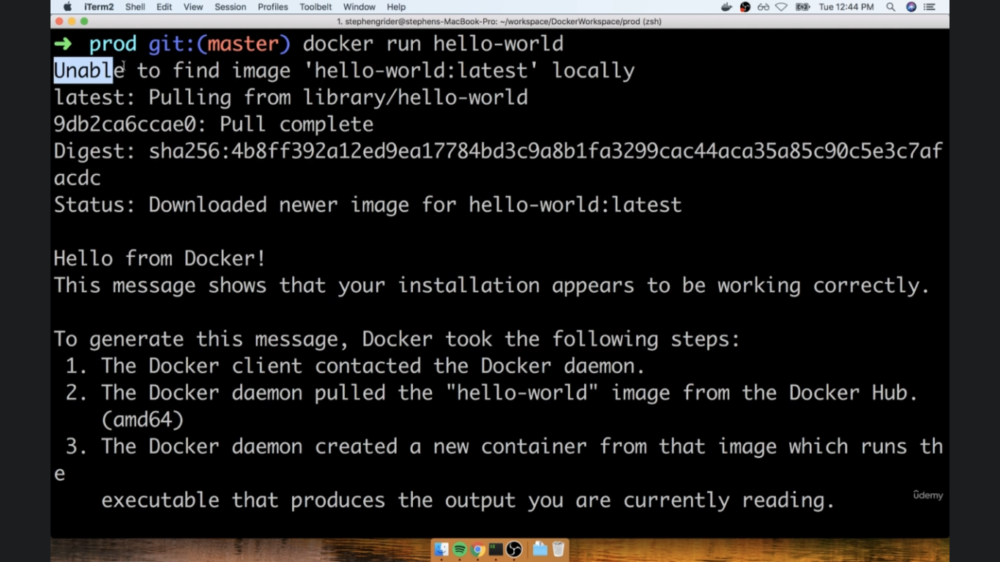 iTerm2 Shell Edit View Session Profiles Toolbelt Window Help Tue 12:44 PM
1. stephengrider@stephens-MacBook-Pro: ~/workspace/DockerWorkspace/prod (zsh)
→ prod git:(master) docker run hello-world
Unable to find image 'hello-world:latest' locally
latest: Pulling from library/hello-world
9db2ca6ccae0: Pull complete
Digest: sha256:4b8ff392a12ed9ea17784bd3c9a8b1fa3299cac44aca35a85c90c5e3c7af
acdc
Status: Downloaded newer image for hello-world:latest
Hello from Docker!
This message shows that your installation appears to be working correctly.
To generate this message, Docker took the following steps:
1. The Docker client contacted the Docker daemon.
2. The Docker daemon pulled the "hello-world" image from the Docker Hub.
(amd64)
3. The Docker daemon created a new container from that image which runs th
e
executable that produces the output you are currently reading.
ûdemy